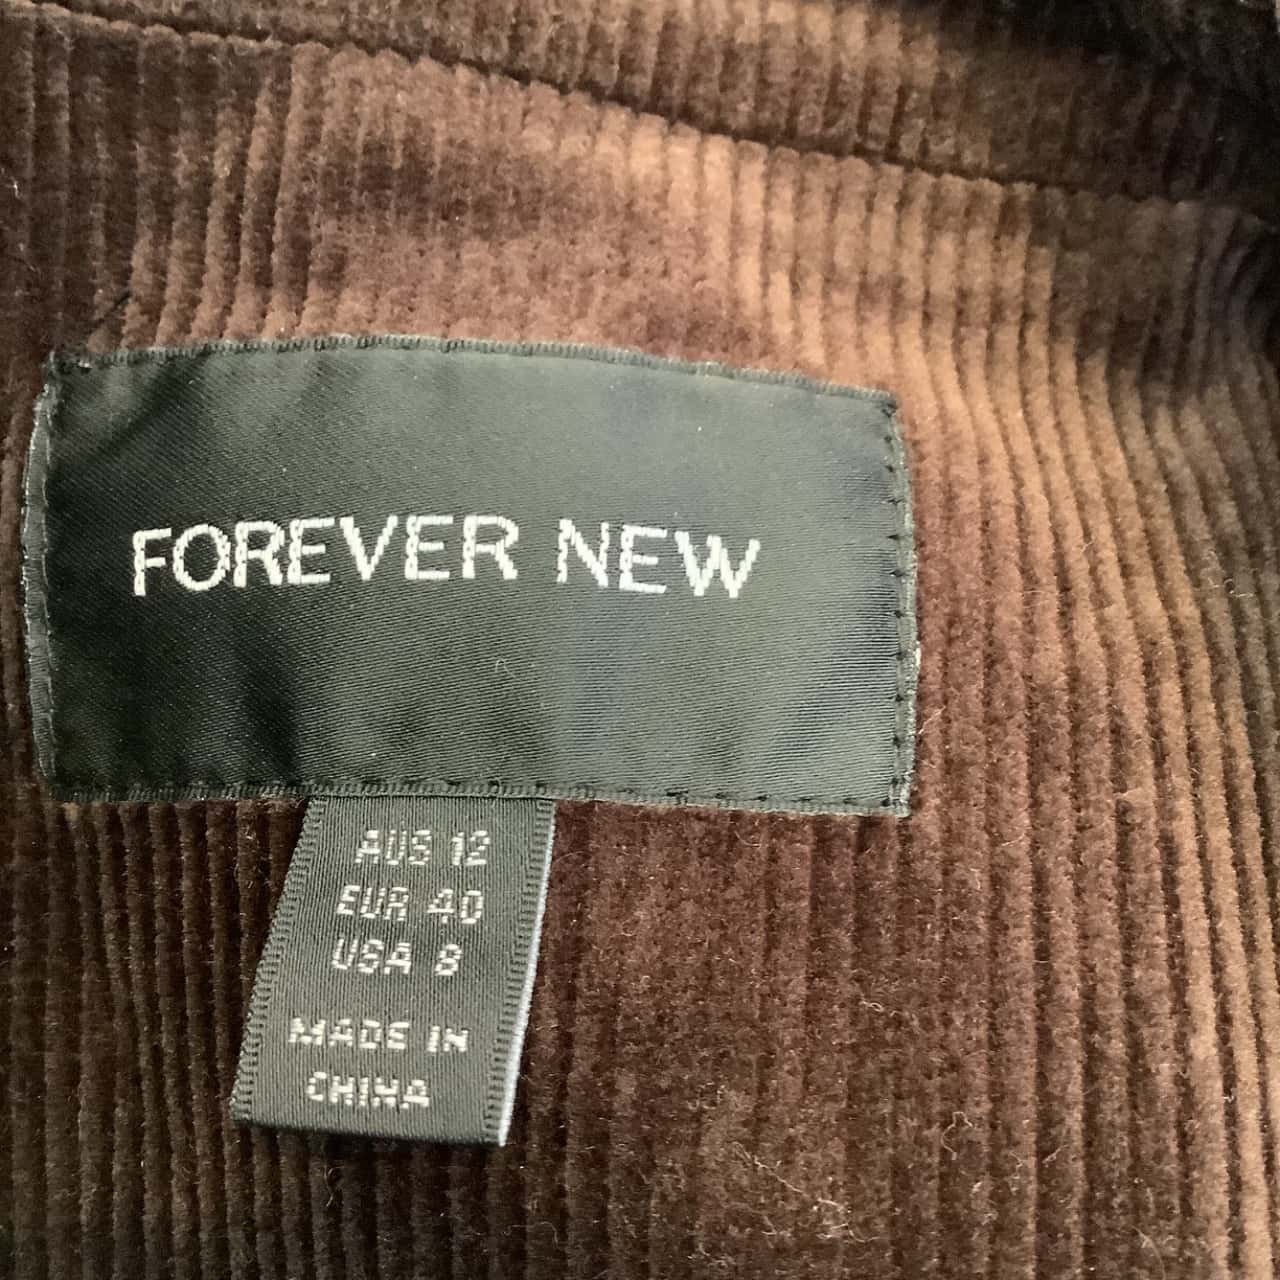 FOREVER NEW
AUS 12
EUR 40
USA 8
MADE IN
CHINA